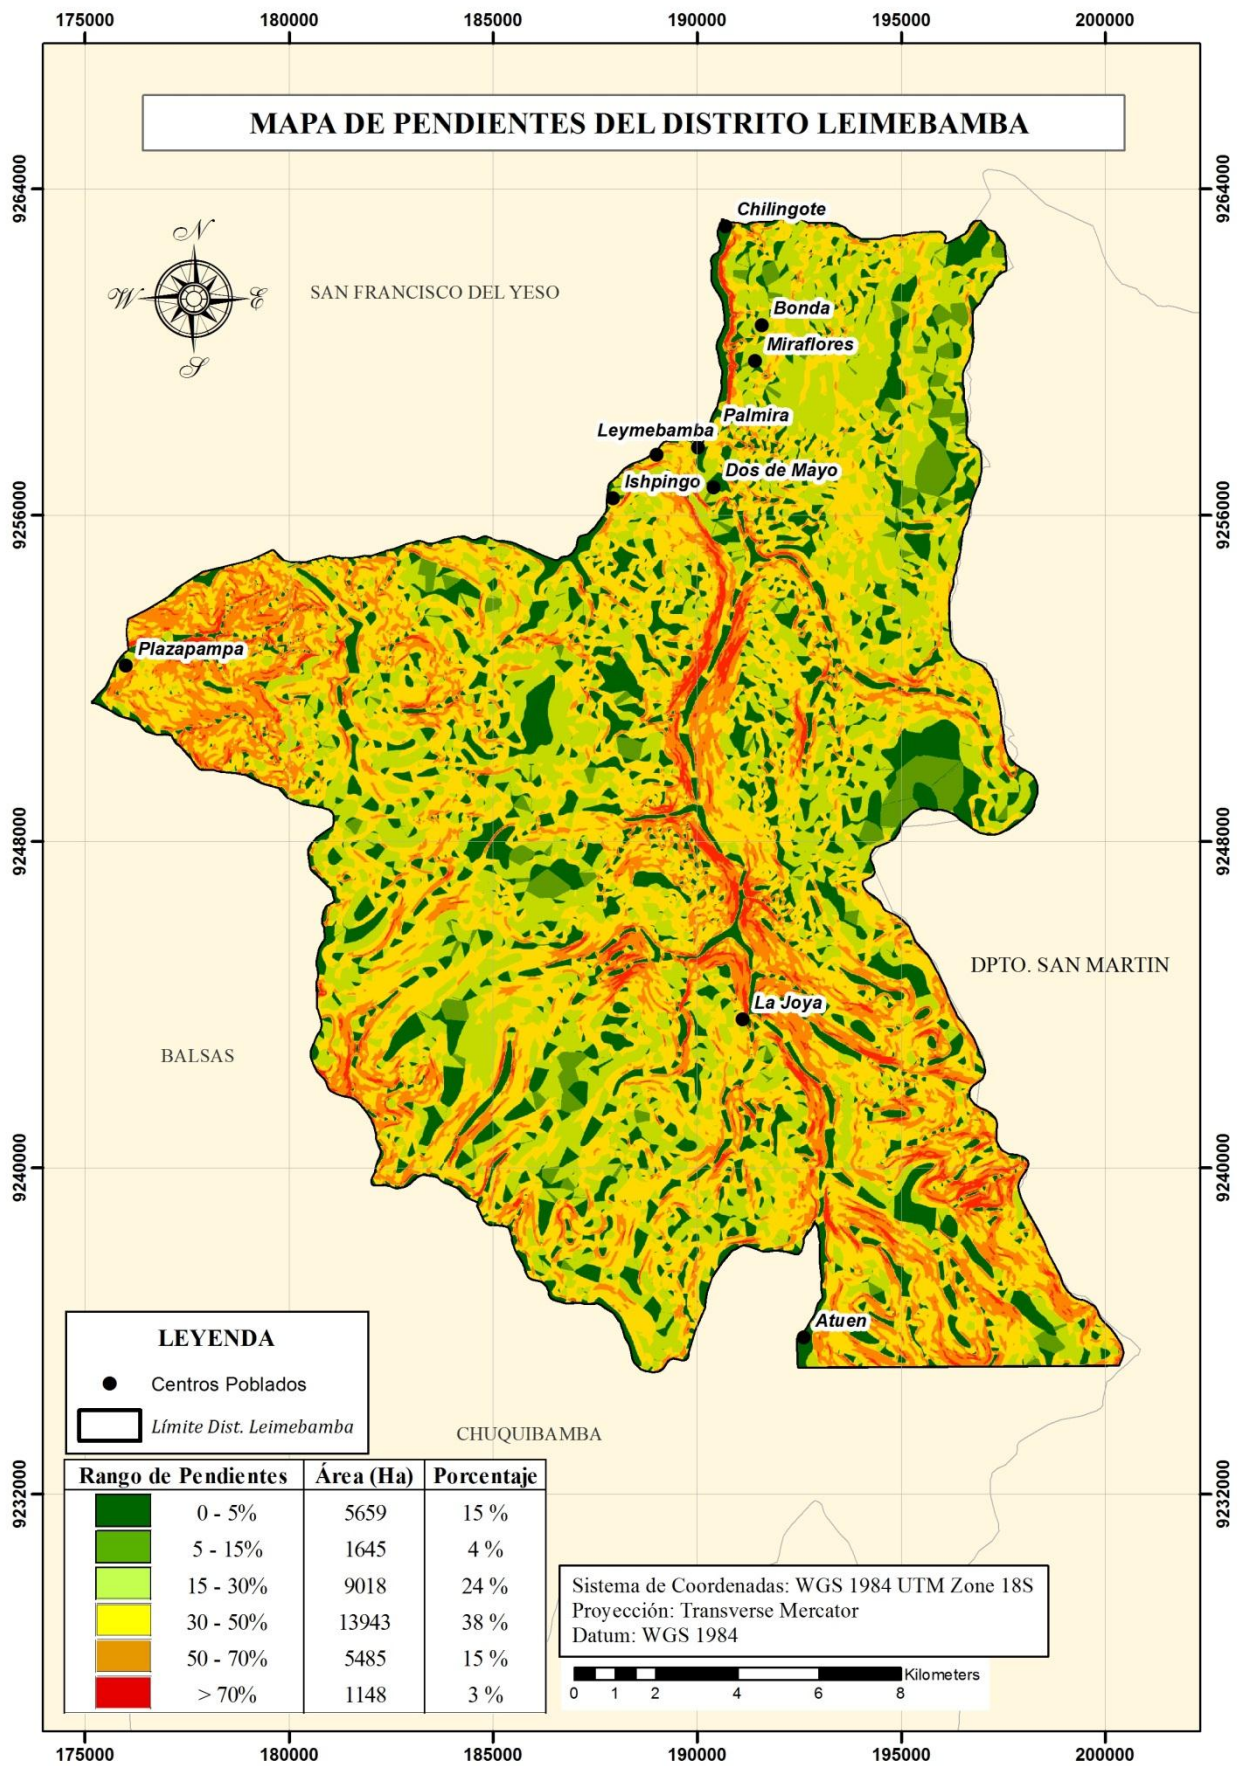 175000 180000 185000 190000 195000 200000
MAPA DE PENDIENTES DEL DISTRITO LEIMEBAMBA
9264000 9264000
N
W E
S
SAN FRANCISCO DEL YESO
Chilingote
Bonda
Miraflores
Palmira
Leymebamba
Dos de Mayo
Ishpingo
9256000 9256000
Plazapampa
9248000 9248000
DPTO. SAN MARTIN
La Joya
BALSAS
9240000 9240000
Atuen
LEYENDA
Centros Poblados
Límite Dist. Leimebamba
CHUQUIBAMBA
9232000 9232000
Rango de Pendientes Área (Ha) Porcentaje
0 - 5% 5659 15 %
5 - 15% 1645 4 %
15 - 30% 9018 24 %
30 - 50% 13943 38 %
50 - 70% 5485 15 %
> 70% 1148 3 %
Sistema de Coordenadas: WGS 1984 UTM Zone 18S
Proyección: Transverse Mercator
Datum: WGS 1984
Kilometers
0 1 2 4 6 8
175000 180000 185000 190000 195000 200000